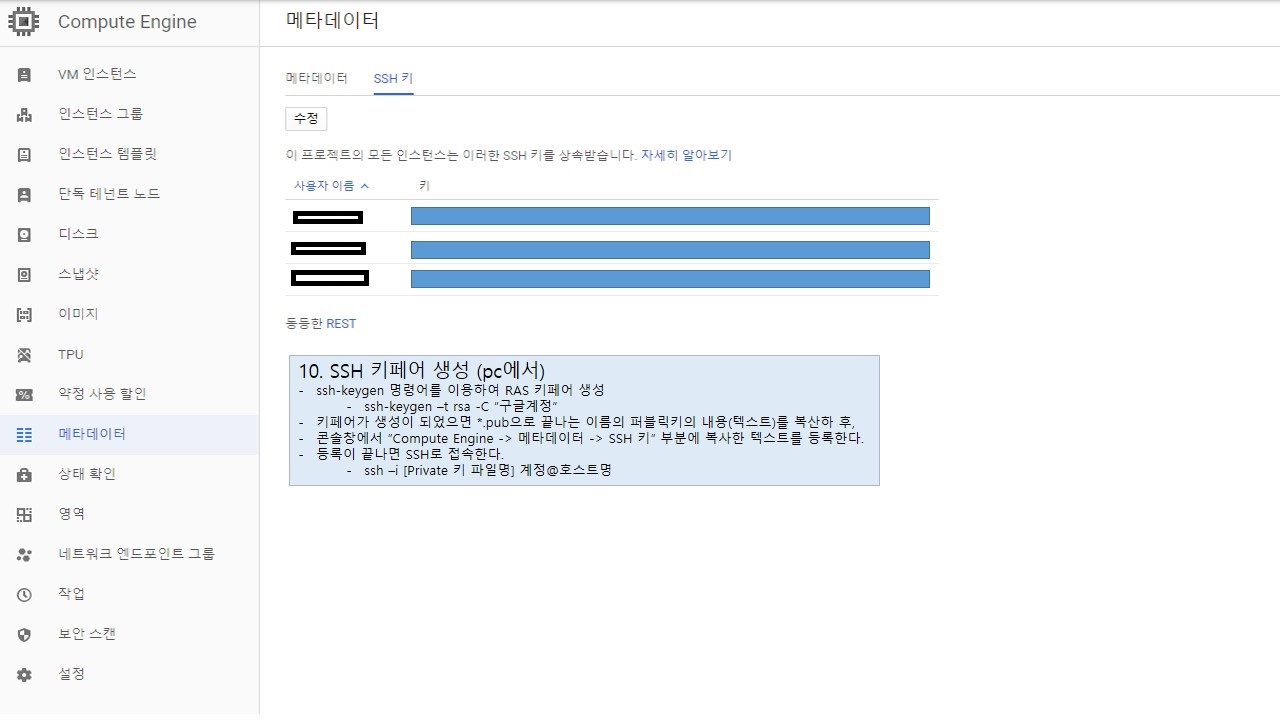 Compute Engine
메타데이터
VM 인스턴스
인스턴스 그룹
인스턴스 템플릿
단독 테넌트 노드
디스크
스냅샷
이미지
TPU
약정 사용 할인
메타데이터
상태 확인
영역
네트워크 엔드포인트 그룹
작업
보안 스캔
설정
메타데이터 SSH 키
수정
이 프로젝트의 모든 인스턴스는 이러한 SSH 키를 상속받습니다. 자세히 알아보기
사용자 이름 키
동등한 REST
10. SSH 키페어 생성 (pc에서)
- ssh-keygen 명령어를 이용하여 RAS 키페어 생성
- ssh-keygen –t rsa -C "구글계정"
- 키페어가 생성이 되었으면 *.pub으로 끝나는 이름의 퍼블릭키의 내용(텍스트)를 복산하 후,
- 콘솔창에서 "Compute Engine -> 메타데이터 -> SSH 키" 부분에 복사한 텍스트를 등록한다.
- 등록이 끝나면 SSH로 접속한다.
- ssh –i [Private 키 파일명] 계정@호스트명